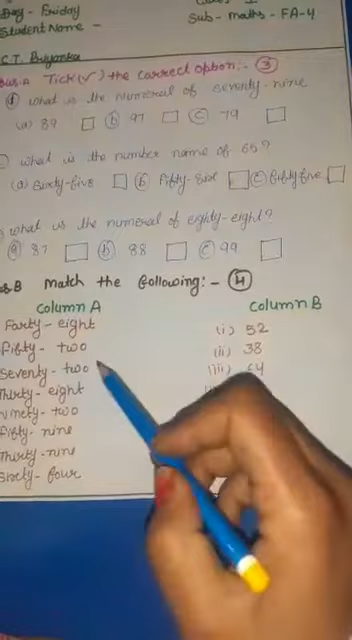 Day - Friday
Student Name -
Sub - maths - FA-4
C.T. Priyanka
Tick(✓) the correct option:- (3)
what is the numeral of seventy-nine
(a) 89 (b) 97 (c) 79
what is the number name of 65?
(a) Sixty-five (b) fifty-six (c) fifty five
what is the numeral of eighty-eight?
(a) 87 (b) 88 (c) 99
Match the following:- (4)
Column A Column B
Farty-eight (i) 52
fifty-two (ii) 38
Seventy-two (iii) 64
Thirty-eight
Ninety-two
fifty-nine
Thirty-nine
Sixty-four